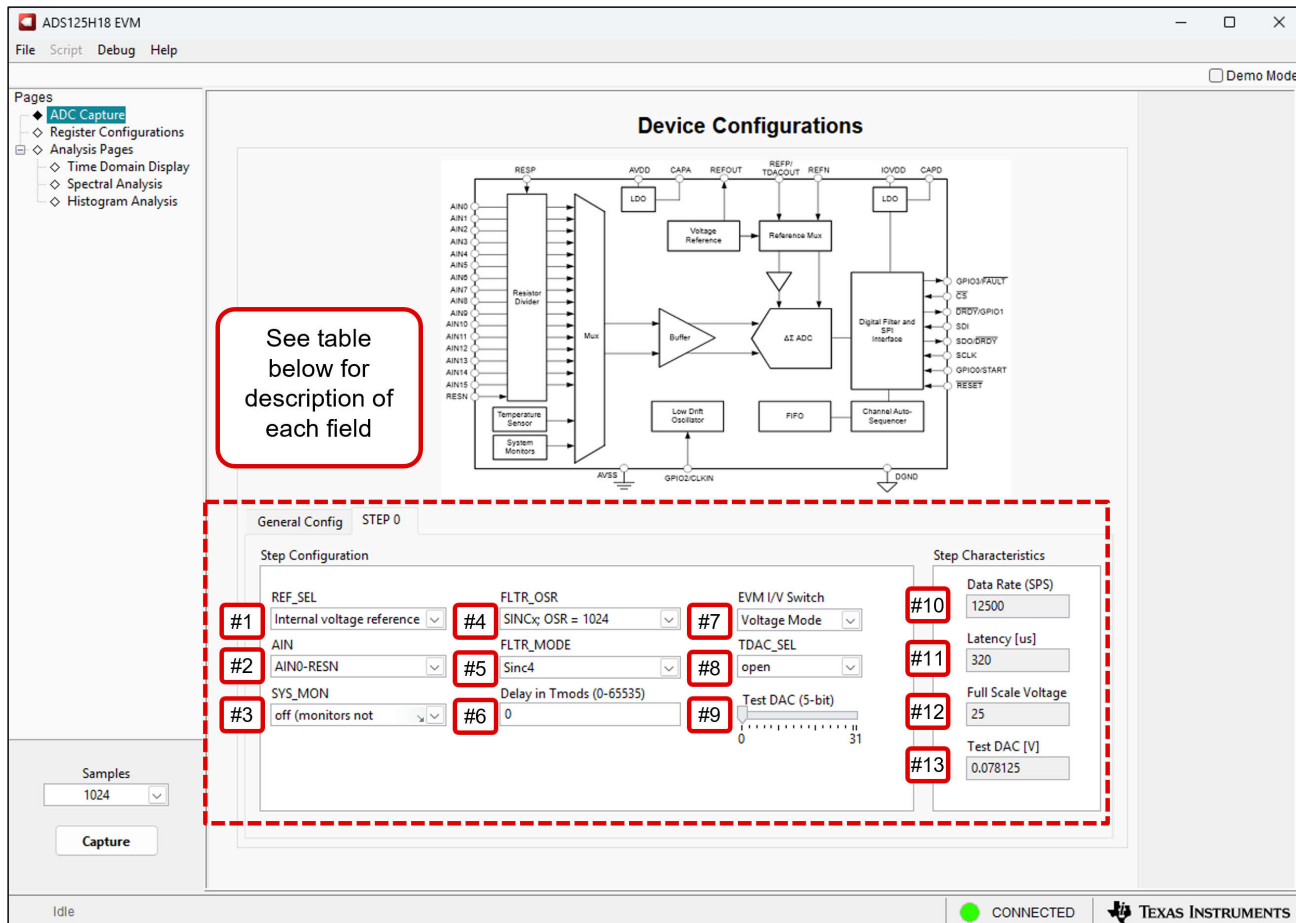 ADS125H18 EVM
File Script Debug Help
Demo Mode
Pages
ADC Capture
Register Configurations
Analysis Pages
Time Domain Display
Spectral Analysis
Histogram Analysis
Device Configurations
RESP
AVDD
CAPA
REFOUT
REFP/
TDACOUT
REFN
IOVDD
CAPD
LDO
LDO
AIN0
AIN1
AIN2
AIN3
AIN4
AIN5
AIN6
AIN7
AIN8
AIN9
AIN10
AIN11
AIN12
AIN13
AIN14
AIN15
RESN
Resistor
Divider
Mux
Voltage
Reference
Reference Mux
Buffer
ΔΣ ADC
Digital Filter and
SPI
Interface
GPIO3/FAULT
CS
DRDY/GPIO1
SDI
SDO/DRDY
SCLK
GPIO0/START
RESET
Temperature
Sensor
System
Monitors
Low Drift
Oscillator
FIFO
Channel Auto-
Sequencer
AVSS
GPIO2/CLKIN
DGND
See table
below for
description of
each field
General Config
STEP 0
Step Configuration
REF_SEL
#1
Internal voltage reference
AIN
#2
AIN0-RESN
SYS_MON
#3
off (monitors not
FLTR_OSR
#4
SINCx; OSR = 1024
FLTR_MODE
#5
Sinc4
Delay in Tmods (0-65535)
#6
0
EVM I/V Switch
#7
Voltage Mode
TDAC_SEL
#8
open
Test DAC (5-bit)
#9
0
31
Step Characteristics
Data Rate (SPS)
#10
12500
Latency [us]
#11
320
Full Scale Voltage
#12
25
Test DAC [V]
#13
0.078125
Samples
1024
Capture
Idle
CONNECTED
TEXAS INSTRUMENTS